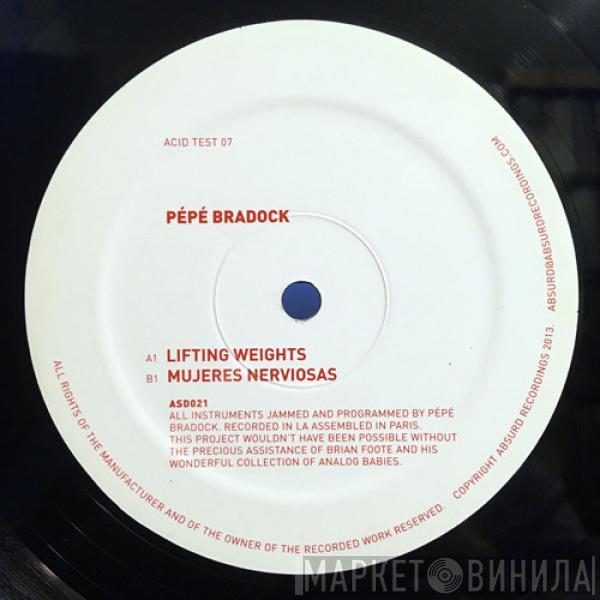 ACID TEST 07
PÉPÉ BRADOCK
A1 LIFTING WEIGHTS
B1 MUJERES NERVIOSAS
ASD021
ALL INSTRUMENTS JAMMED AND PROGRAMMED BY PÉPÉ
BRADOCK. RECORDED IN LA ASSEMBLED IN PARIS.
THIS PROJECT WOULDN'T HAVE BEEN POSSIBLE WITHOUT
THE PRECIOUS ASSISTANCE OF BRIAN FOOTE AND HIS
WONDERFUL COLLECTION OF ANALOG BABIES.
ALL RIGHTS OF THE MANUFACTURER AND OF THE OWNER OF THE RECORDED WORK RESERVED. COPYRIGHT ABSURD RECORDINGS 2013. ABSURD@ABSURDRECORDINGS.COM
МАРКЕТ ВИНИЛА